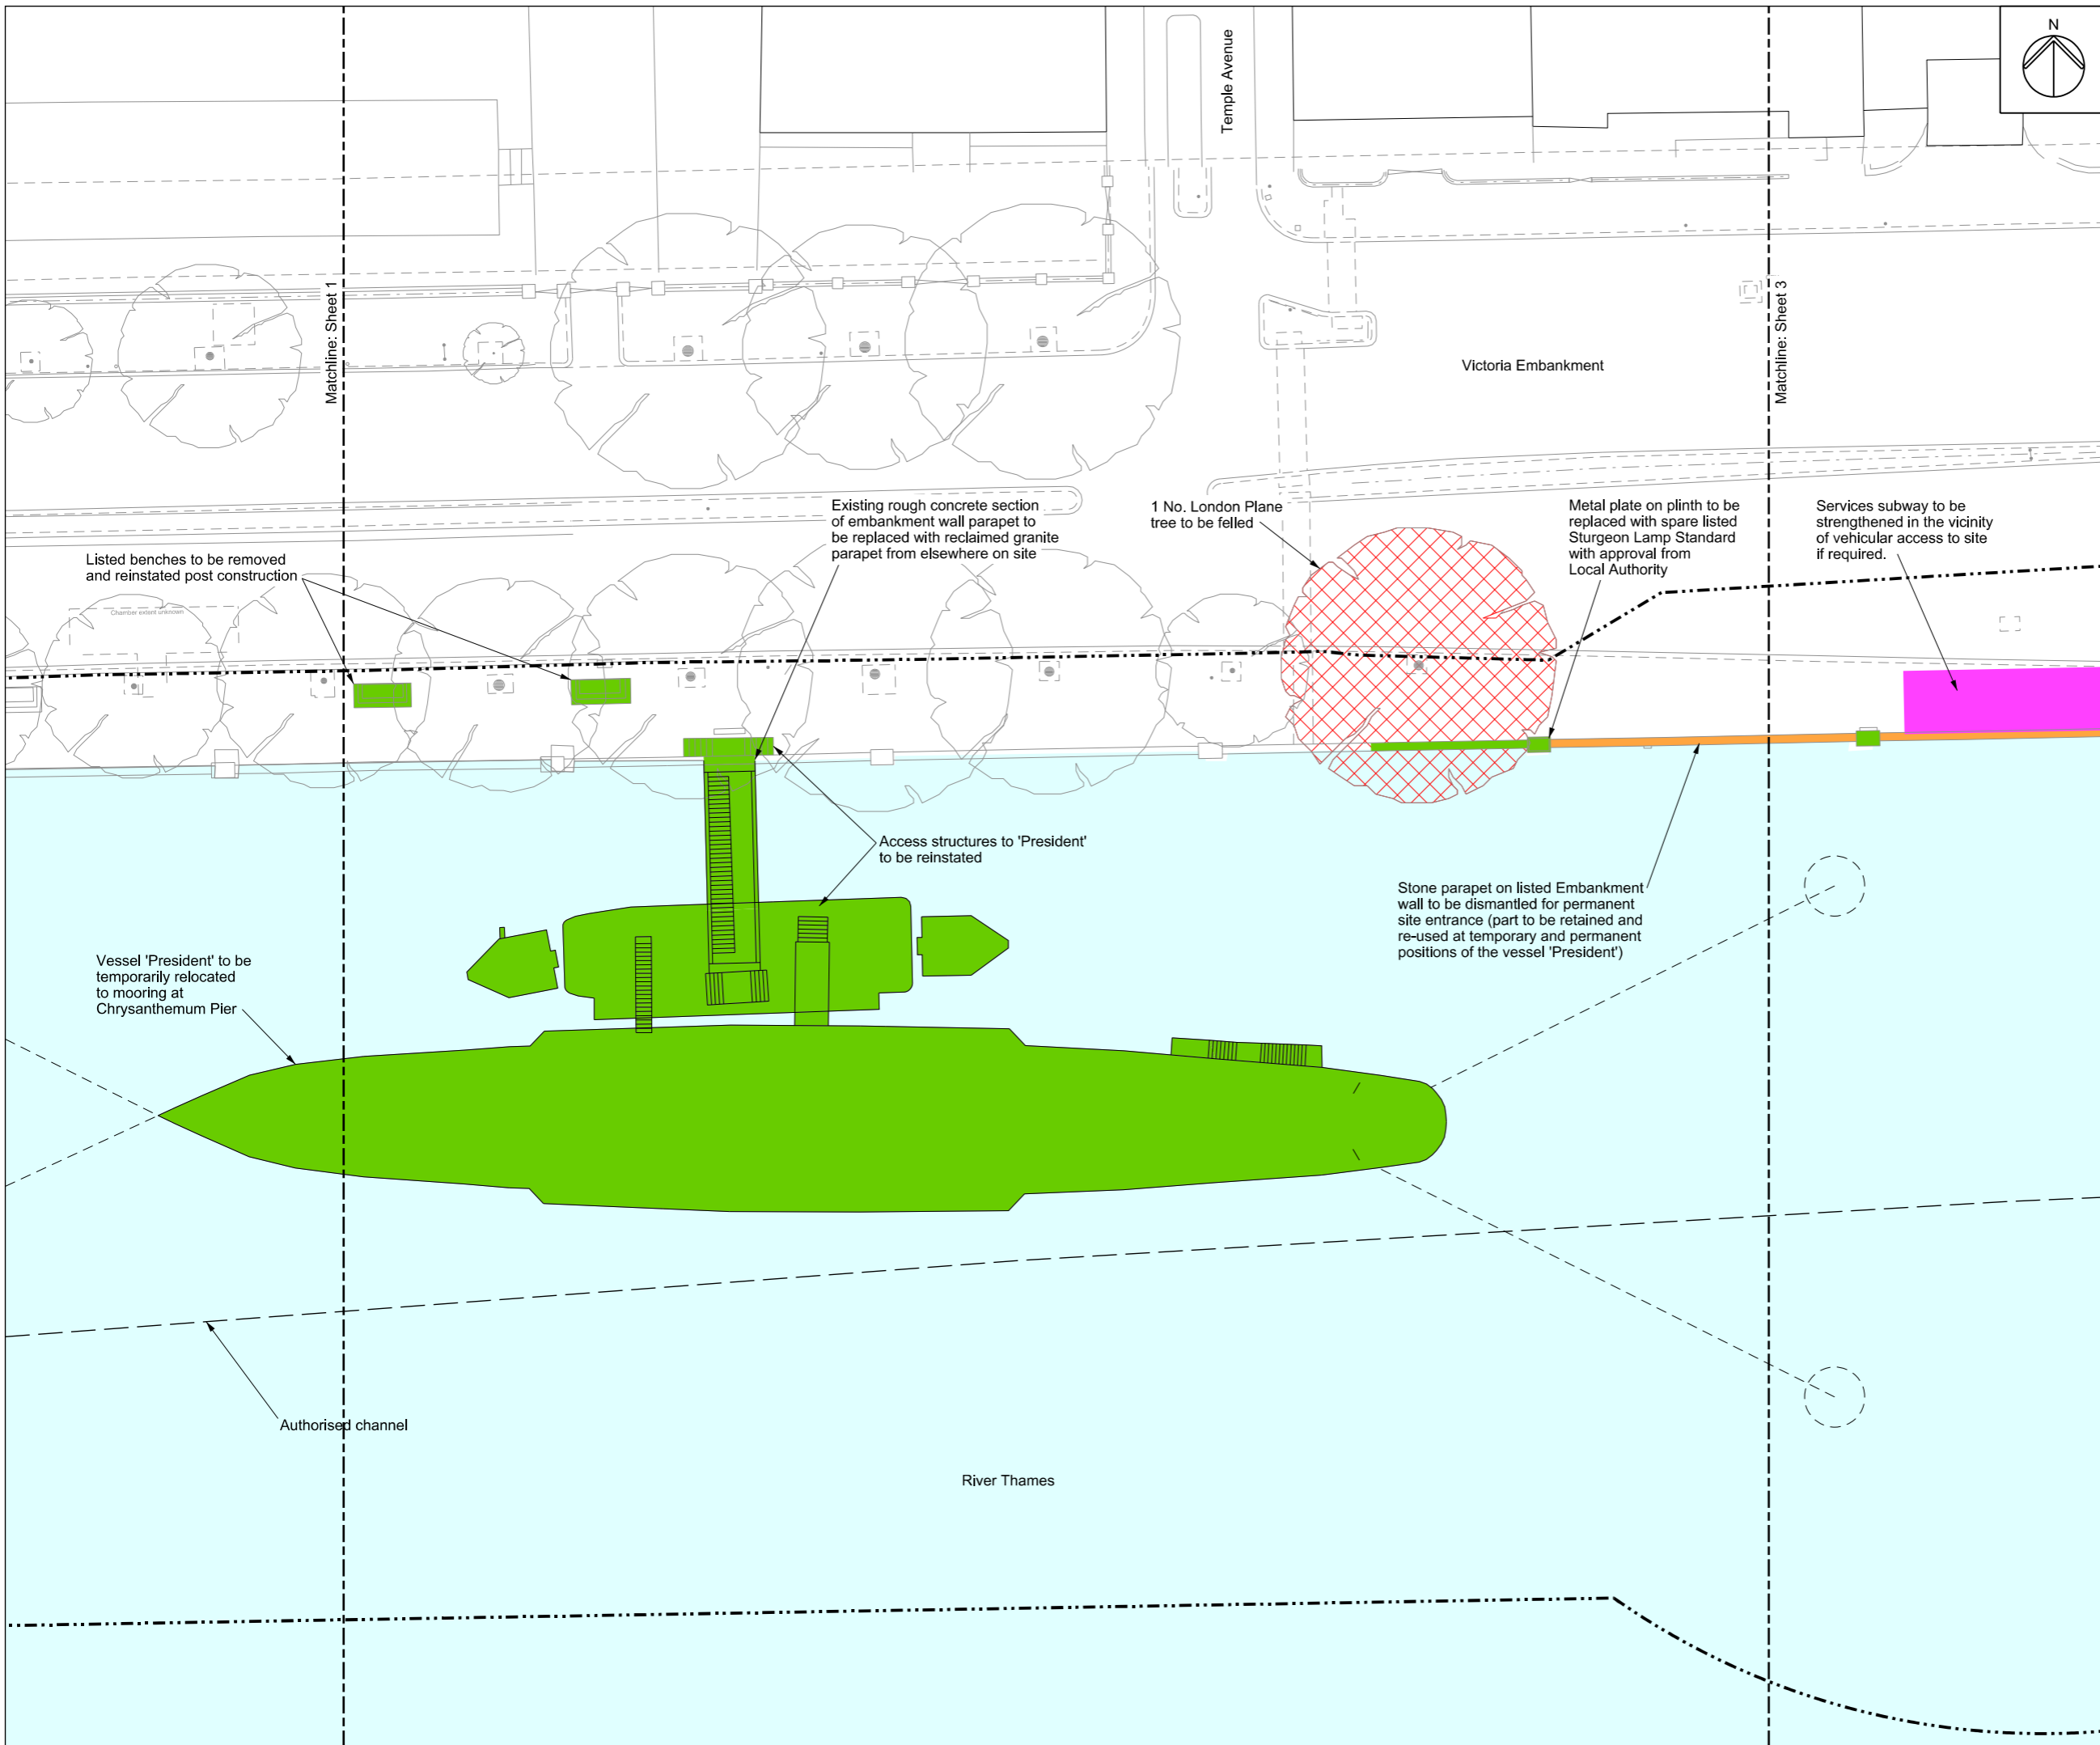 N
Temple Avenue
Matchline: Sheet 1
Matchline: Sheet 3
Victoria Embankment
Existing rough concrete section
of embankment wall parapet to
be replaced with reclaimed granite
parapet from elsewhere on site
1 No. London Plane
tree to be felled
Metal plate on plinth to be
replaced with spare listed
Sturgeon Lamp Standard
with approval from
Local Authority
Services subway to be
strengthened in the vicinity
of vehicular access to site
if required.
Listed benches to be removed
and reinstated post construction
Chamber extent unknown
Access structures to 'President'
to be reinstated
Stone parapet on listed Embankment
wall to be dismantled for permanent
site entrance (part to be retained and
re-used at temporary and permanent
positions of the vessel 'President')
Vessel 'President' to be
temporarily relocated
to mooring at
Chrysanthemum Pier
Authorised channel
River Thames